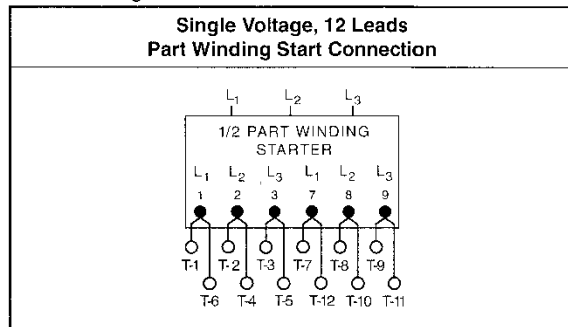 Single Voltage, 12 Leads
Part Winding Start Connection
L₁ L₂ L₃
1/2 PART WINDING
STARTER
L₁ L₂ L₃ L₁ L₂ L₃
1 2 3 7 8 9
T-1 T-2 T-3 T-7 T-8 T-9
T-6 T-4 T-5 T-12 T-10 T-11